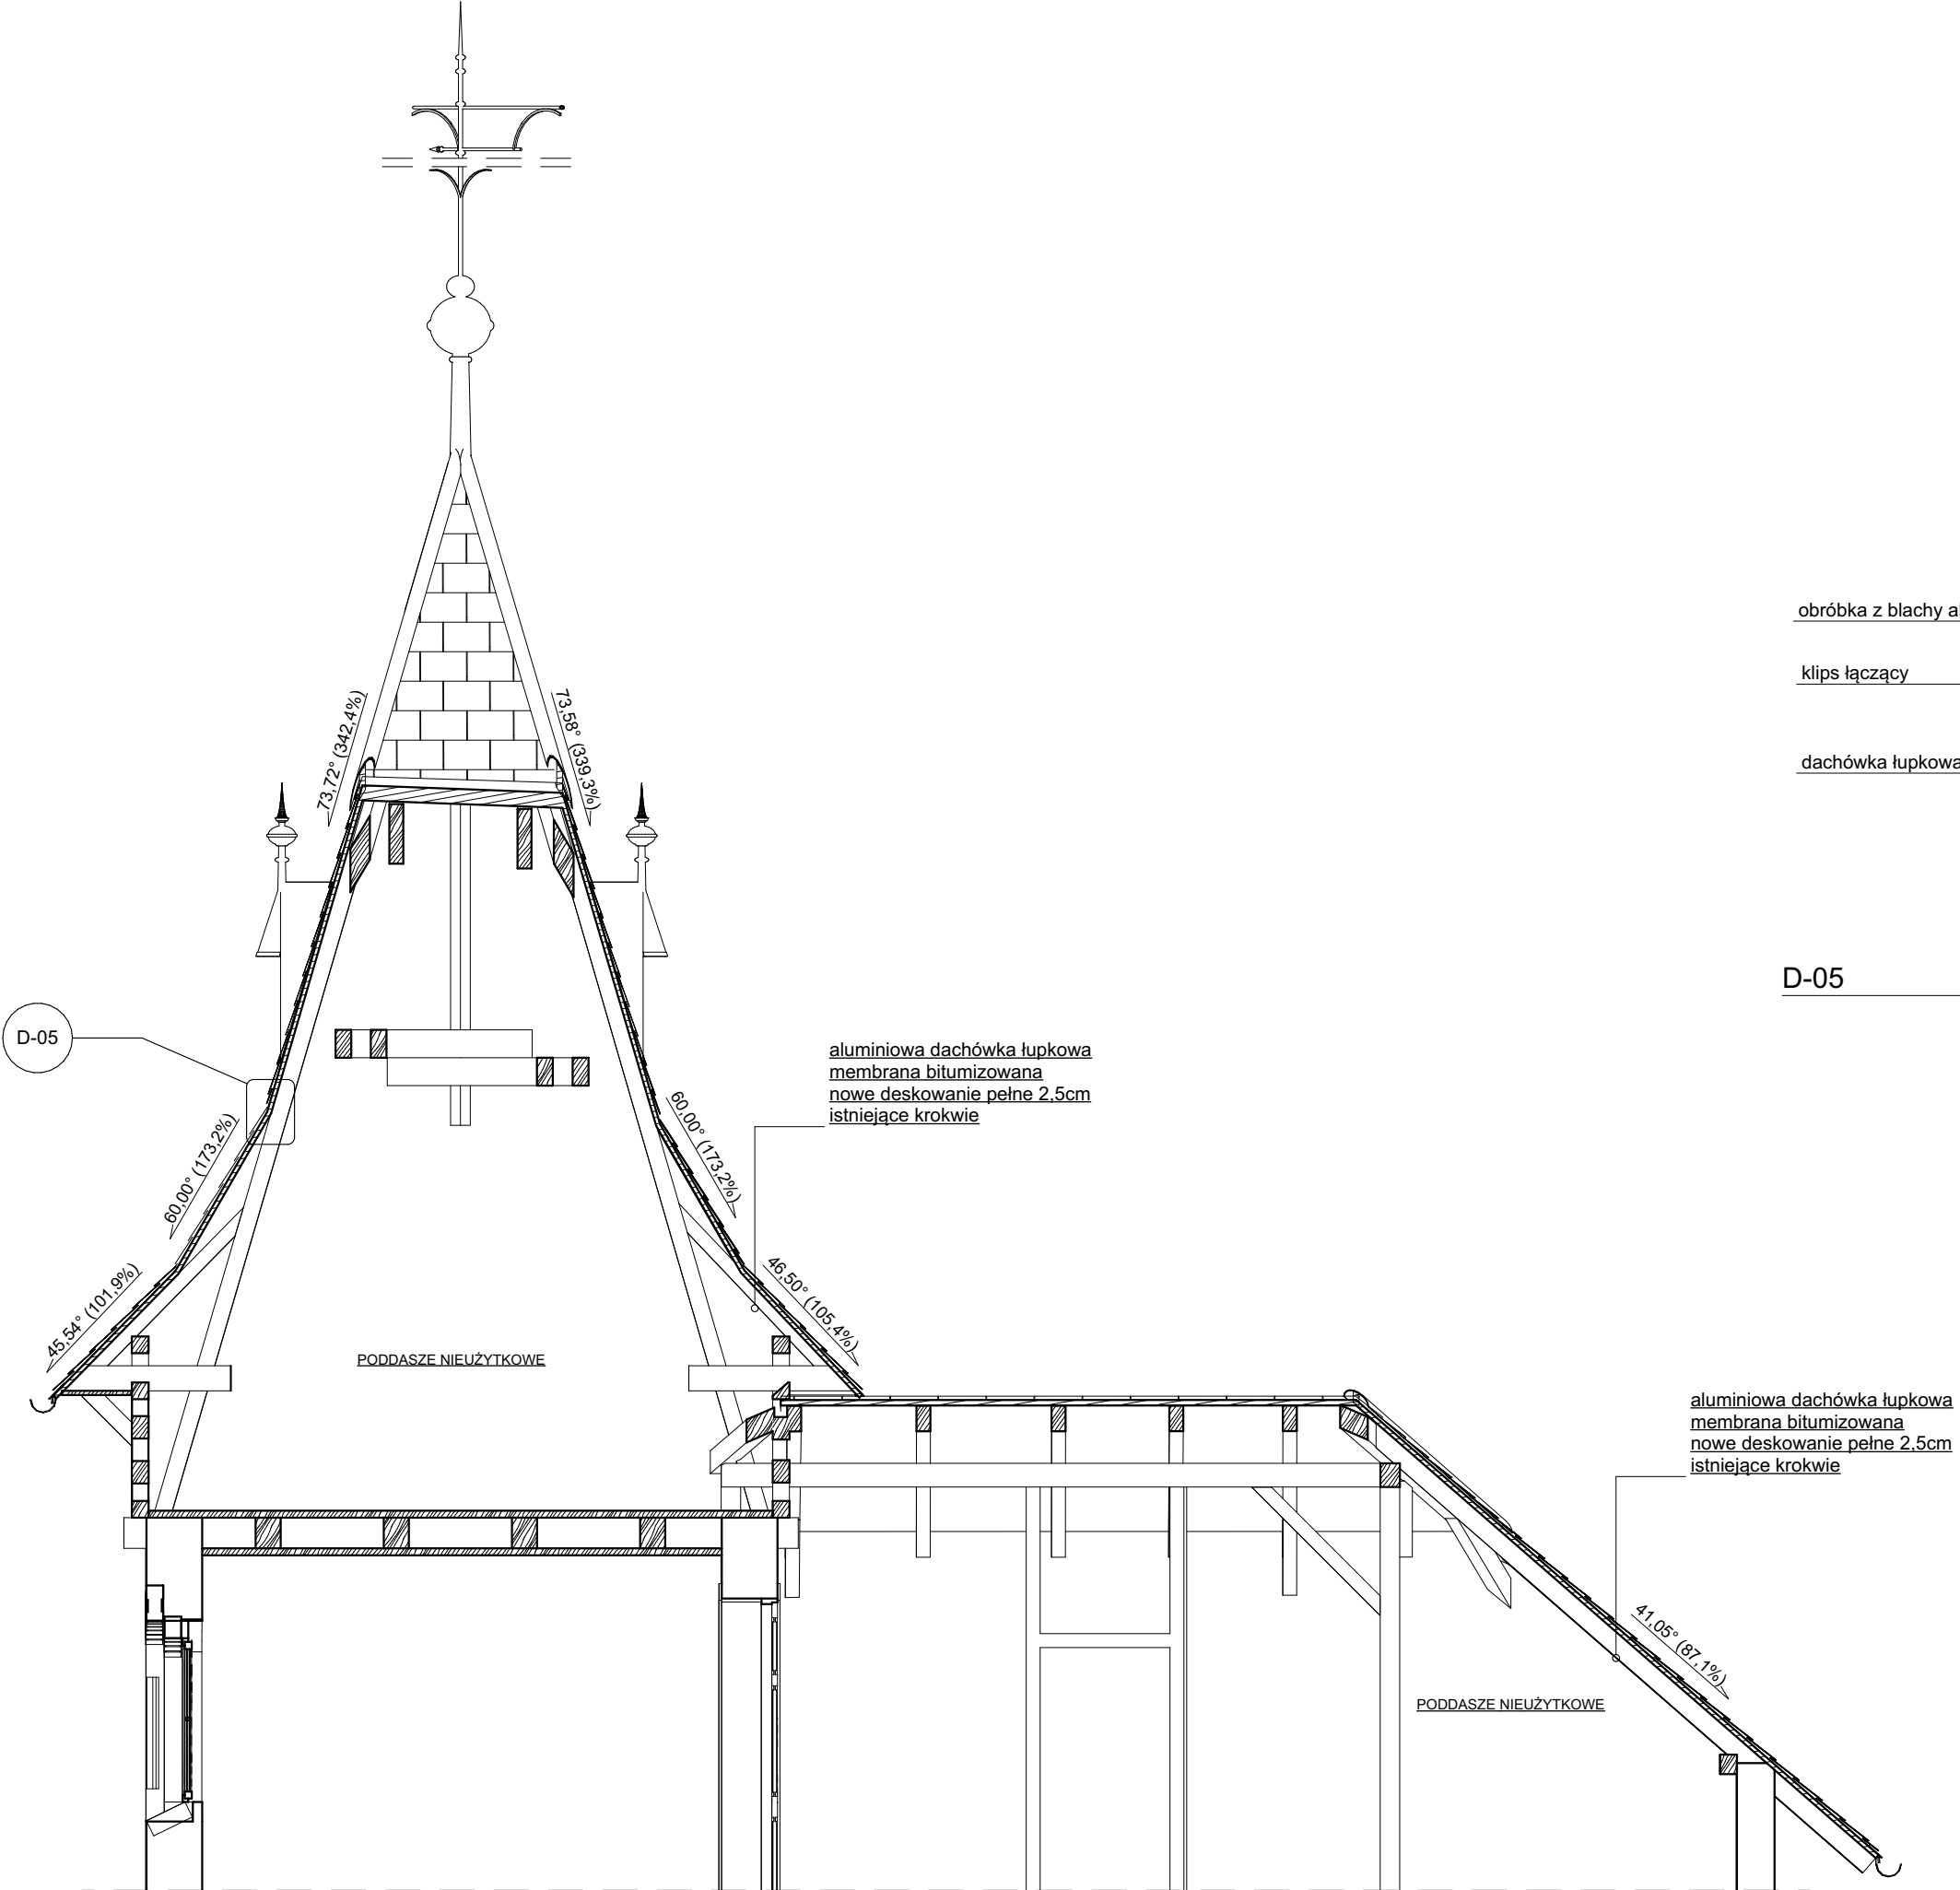 obróbka z blachy a
klips łączący
dachówka łupkowa
D-05
73,72° (342,4%)
73,58° (339,3%)
D-05
60,00° (173,2%)
60,00° (173,2%)
45,54° (101,9%)
46,50° (105,4%)
aluminiowa dachówka łupkowa
membrana bitumizowana
nowe deskowanie pełne 2,5cm
istniejące krokwie
PODDASZE NIEUŻYTKOWE
aluminiowa dachówka łupkowa
membrana bitumizowana
nowe deskowanie pełne 2,5cm
istniejące krokwie
41,05° (87,1%)
PODDASZE NIEUŻYTKOWE